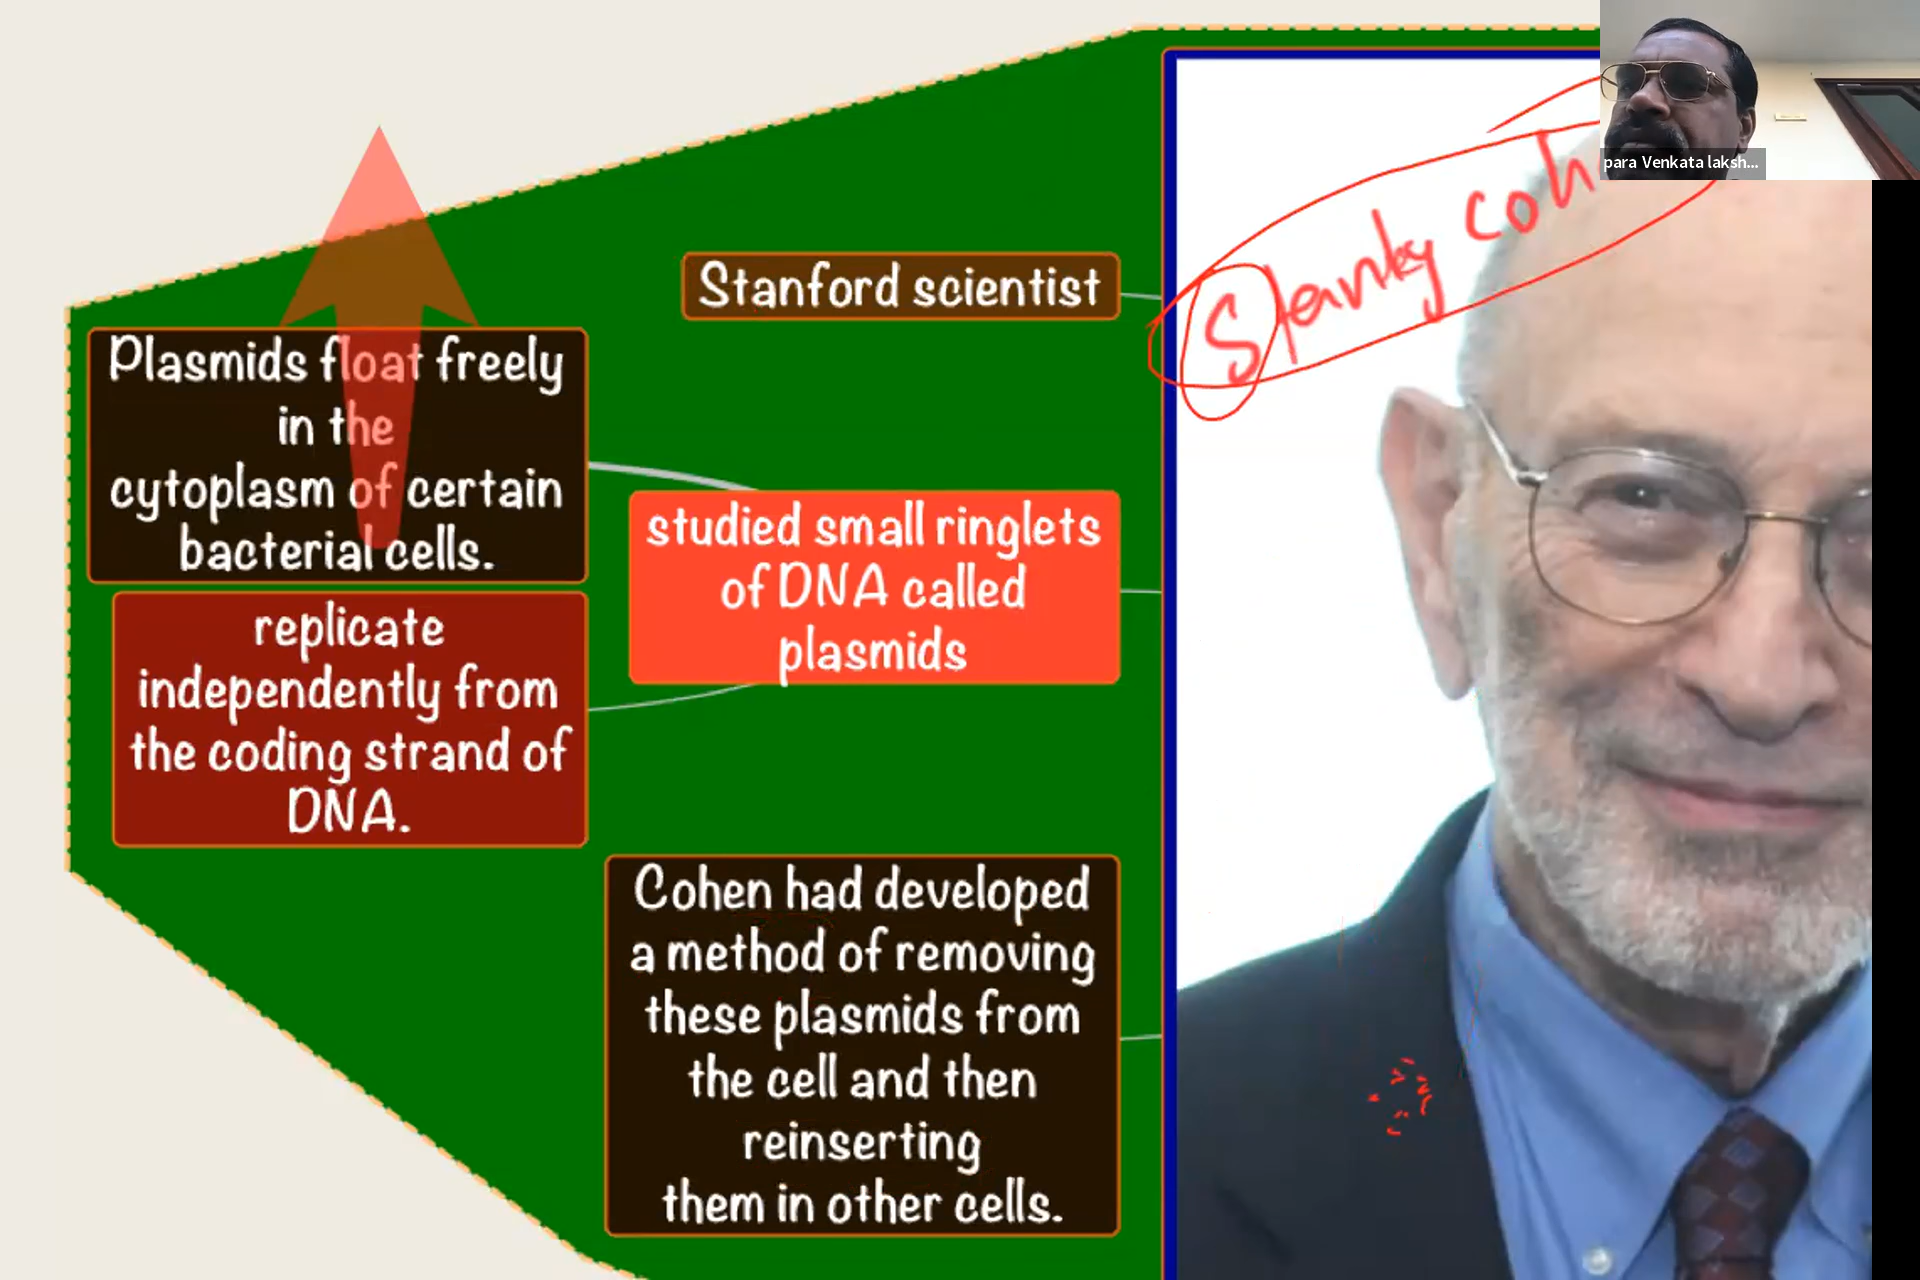 para Venkata laksh...
Stanford scientist
Plasmids float freely
in the
cytoplasm of certain
bacterial cells.
studied small ringlets
of DNA called
plasmids
replicate
independently from
the coding strand of
DNA.
Cohen had developed
a method of removing
these plasmids from
the cell and then
reinserting
them in other cells.